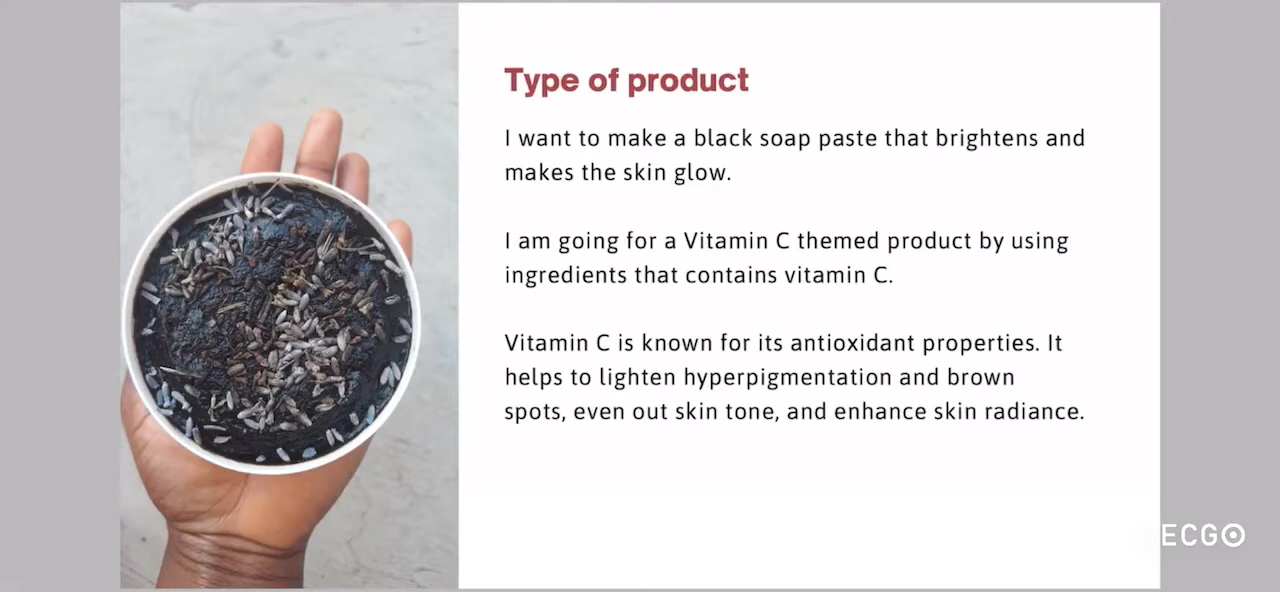 Type of product
I want to make a black soap paste that brightens and
makes the skin glow.
I am going for a Vitamin C themed product by using
ingredients that contains vitamin C.
Vitamin C is known for its antioxidant properties. It
helps to lighten hyperpigmentation and brown
spots, even out skin tone, and enhance skin radiance.
ECGO